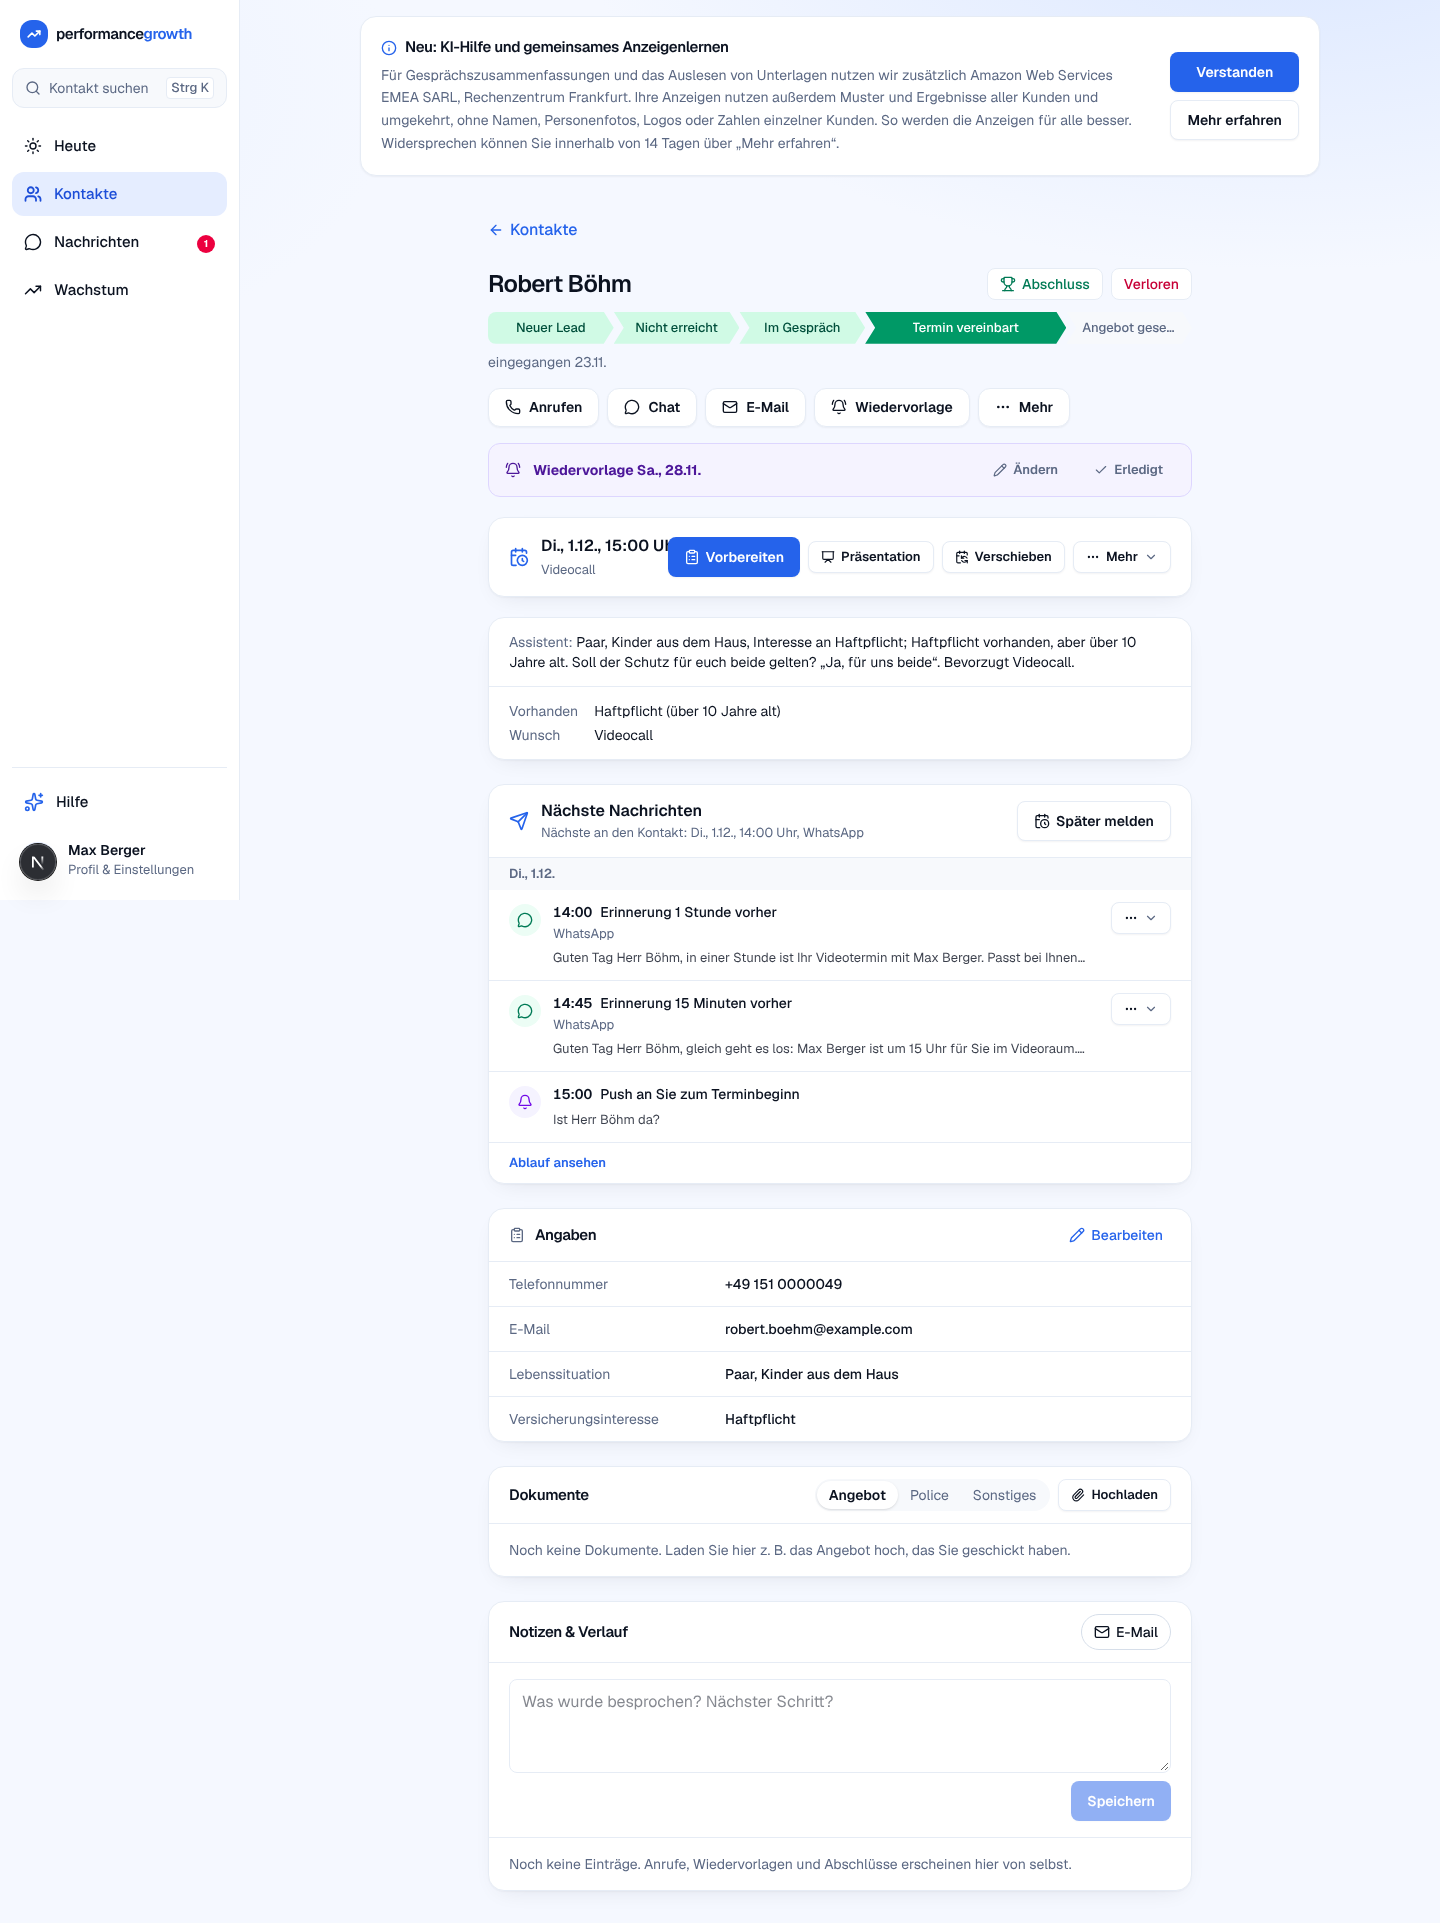 performancegrowth
Kontakt suchen Strg K
Heute
Kontakte
Nachrichten 1
Wachstum
Hilfe
N
Max Berger
Profil & Einstellungen
Neu: KI-Hilfe und gemeinsames Anzeigenlernen
Für Gesprächszusammenfassungen und das Auslesen von Unterlagen nutzen wir zusätzlich Amazon Web Services
EMEA SARL, Rechenzentrum Frankfurt. Ihre Anzeigen nutzen außerdem Muster und Ergebnisse aller Kunden und
umgekehrt, ohne Namen, Personenfotos, Logos oder Zahlen einzelner Kunden. So werden die Anzeigen für alle besser.
Widersprechen können Sie innerhalb von 14 Tagen über „Mehr erfahren“.
Verstanden
Mehr erfahren
Kontakte
Robert Böhm
Abschluss Verloren
Neuer Lead Nicht erreicht Im Gespräch Termin vereinbart Angebot gese…
eingegangen 23.11.
Anrufen Chat E-Mail Wiedervorlage Mehr
Wiedervorlage Sa., 28.11. Ändern Erledigt
Di., 1.12., 15:00 Uh
Videocall
Vorbereiten Präsentation Verschieben Mehr
Assistent: Paar, Kinder aus dem Haus, Interesse an Haftpflicht; Haftpflicht vorhanden, aber über 10
Jahre alt. Soll der Schutz für euch beide gelten? „Ja, für uns beide“. Bevorzugt Videocall.
Vorhanden Haftpflicht (über 10 Jahre alt)
Wunsch Videocall
Nächste Nachrichten
Nächste an den Kontakt: Di., 1.12., 14:00 Uhr, WhatsApp
Später melden
Di., 1.12.
14:00 Erinnerung 1 Stunde vorher
WhatsApp
Guten Tag Herr Böhm, in einer Stunde ist Ihr Videotermin mit Max Berger. Passt bei Ihnen…
14:45 Erinnerung 15 Minuten vorher
WhatsApp
Guten Tag Herr Böhm, gleich geht es los: Max Berger ist um 15 Uhr für Sie im Videoraum.…
15:00 Push an Sie zum Terminbeginn
Ist Herr Böhm da?
Ablauf ansehen
Angaben Bearbeiten
Telefonnummer +49 151 0000049
E-Mail robert.boehm@example.com
Lebenssituation Paar, Kinder aus dem Haus
Versicherungsinteresse Haftpflicht
Dokumente Angebot Police Sonstiges Hochladen
Noch keine Dokumente. Laden Sie hier z. B. das Angebot hoch, das Sie geschickt haben.
Notizen & Verlauf E-Mail
Was wurde besprochen? Nächster Schritt?
Speichern
Noch keine Einträge. Anrufe, Wiedervorlagen und Abschlüsse erscheinen hier von selbst.